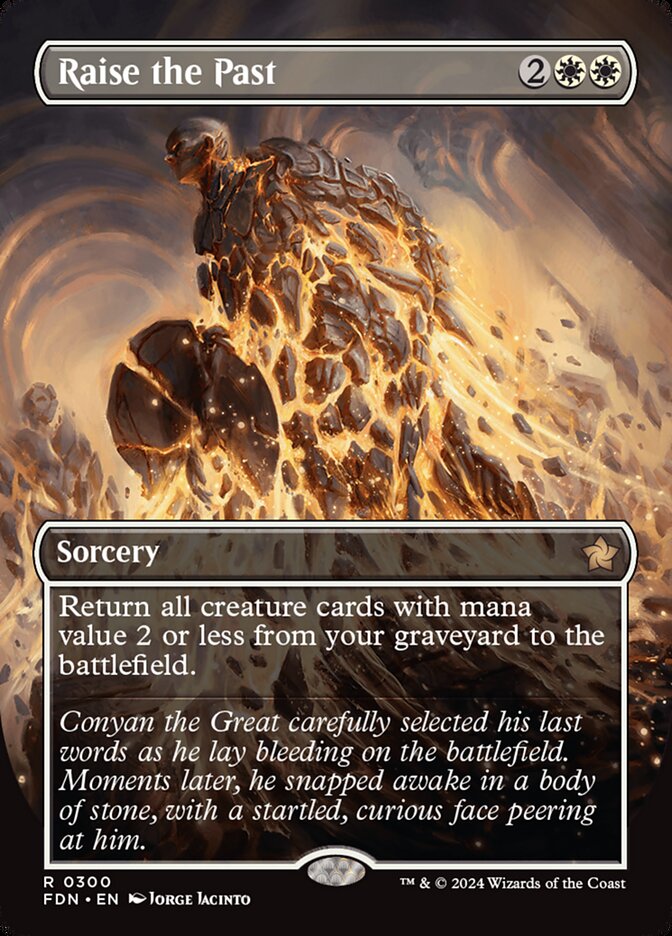 Raise the Past 2
Sorcery
Return all creature cards with mana
value 2 or less from your graveyard to the
battlefield.
Conyan the Great carefully selected his last
words as he lay bleeding on the battlefield.
Moments later, he snapped awake in a body
of stone, with a startled, curious face peering
at him.
R 0300
FDN • EN Jorge Jacinto
™ & © 2024 Wizards of the Coast